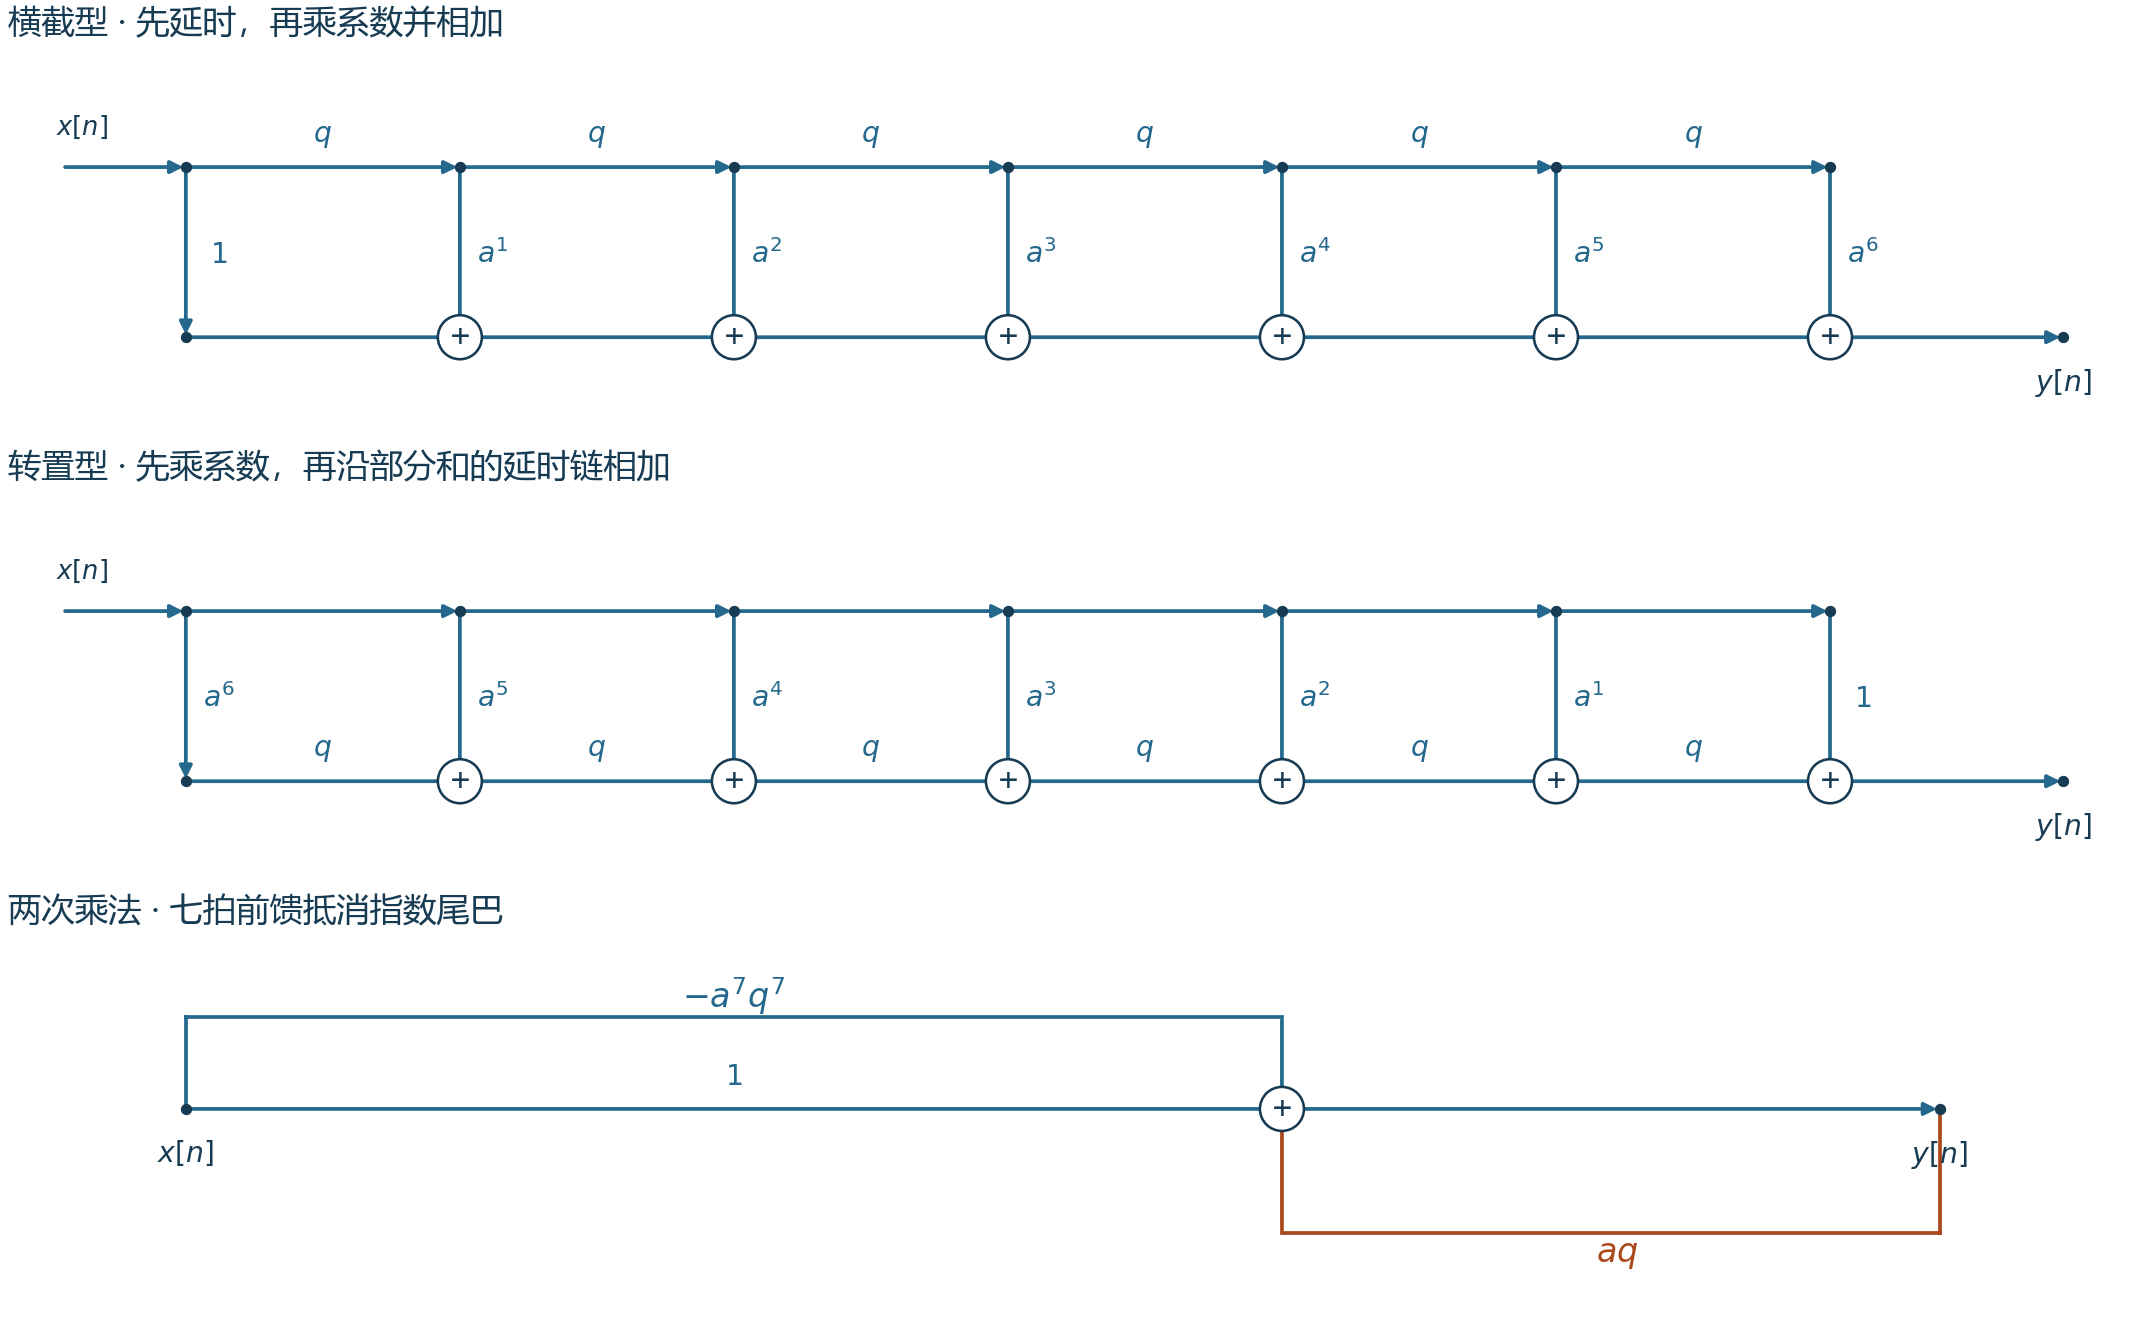 横截型 · 先延时，再乘系数并相加
x[n]
q q q q q q
1 a¹ a² a³ a⁴ a⁵ a⁶
+ + + + + +
y[n]
转置型 · 先乘系数，再沿部分和的延时链相加
x[n]
a⁶ a⁵ a⁴ a³ a² a¹ 1
q q q q q q
+ + + + + +
y[n]
两次乘法 · 七拍前馈抵消指数尾巴
−a⁷q⁷
1
+
x[n] y[n]
aq